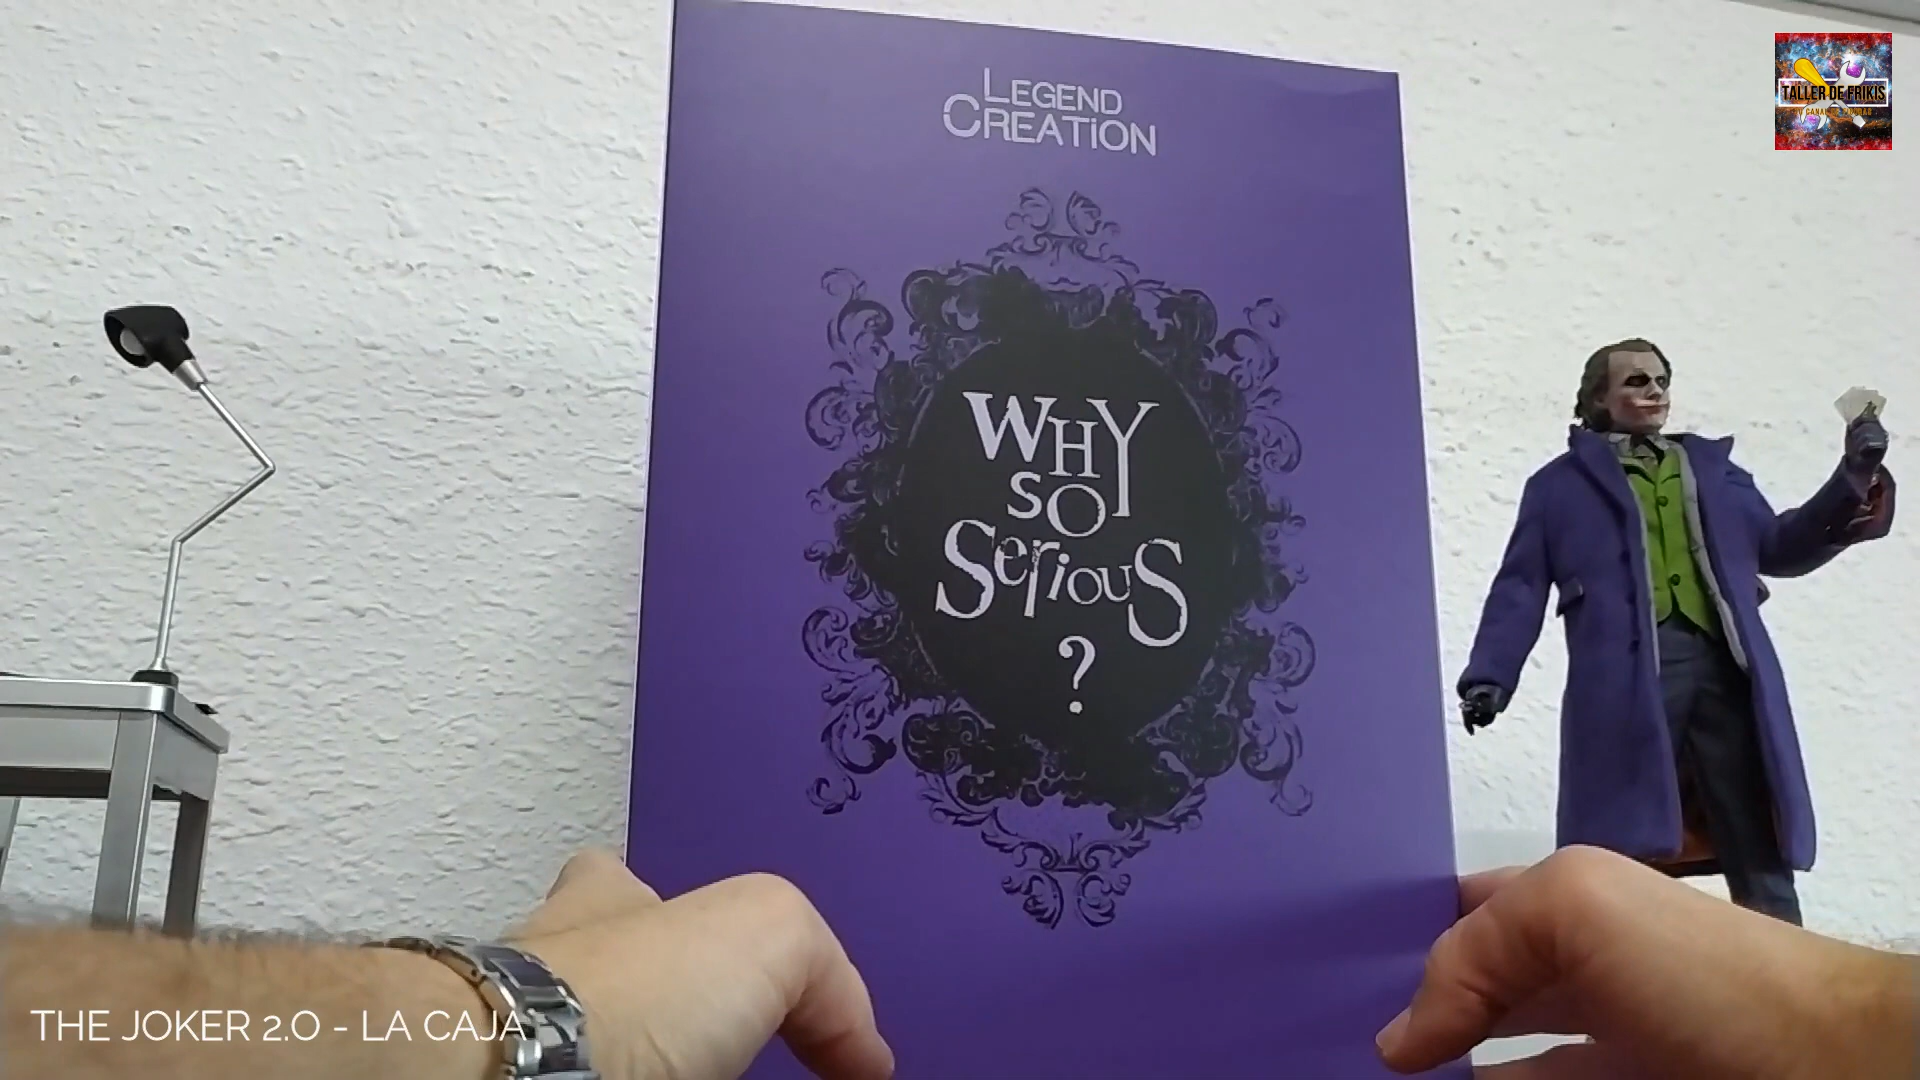 LEGEND
CREATION
TALLER DE FRIKIS
WHY
SO
SeriouS
?
THE JOKER 2.0 - LA CAJA